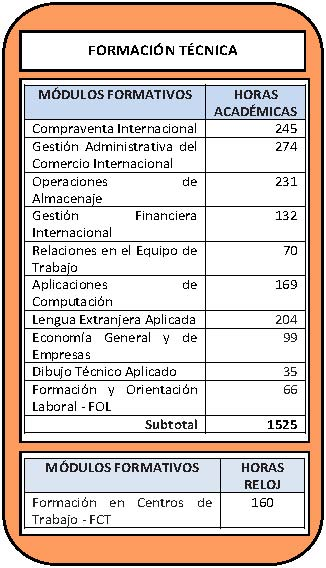 FORMACIÓN TÉCNICA
MÓDULOS FORMATIVOS HORAS
ACADÉMICAS
Compraventa Internacional 245
Gestión Administrativa del 274
Comercio Internacional
Operaciones de 231
Almacenaje
Gestión Financiera 132
Internacional
Relaciones en el Equipo de 70
Trabajo
Aplicaciones de 169
Computación
Lengua Extranjera Aplicada 204
Economía General y de 99
Empresas
Dibujo Técnico Aplicado 35
Formación y Orientación 66
Laboral - FOL
Subtotal 1525
MÓDULOS FORMATIVOS HORAS
RELOJ
Formación en Centros de 160
Trabajo - FCT